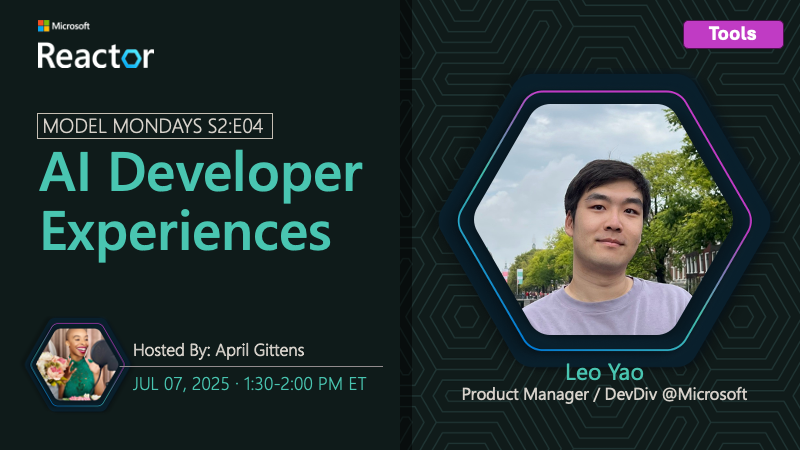 Microsoft
Reactor
Tools
MODEL MONDAYS S2:E04
AI Developer
Experiences
Hosted By: April Gittens
JUL 07, 2025 · 1:30-2:00 PM ET
Leo Yao
Product Manager / DevDiv @Microsoft